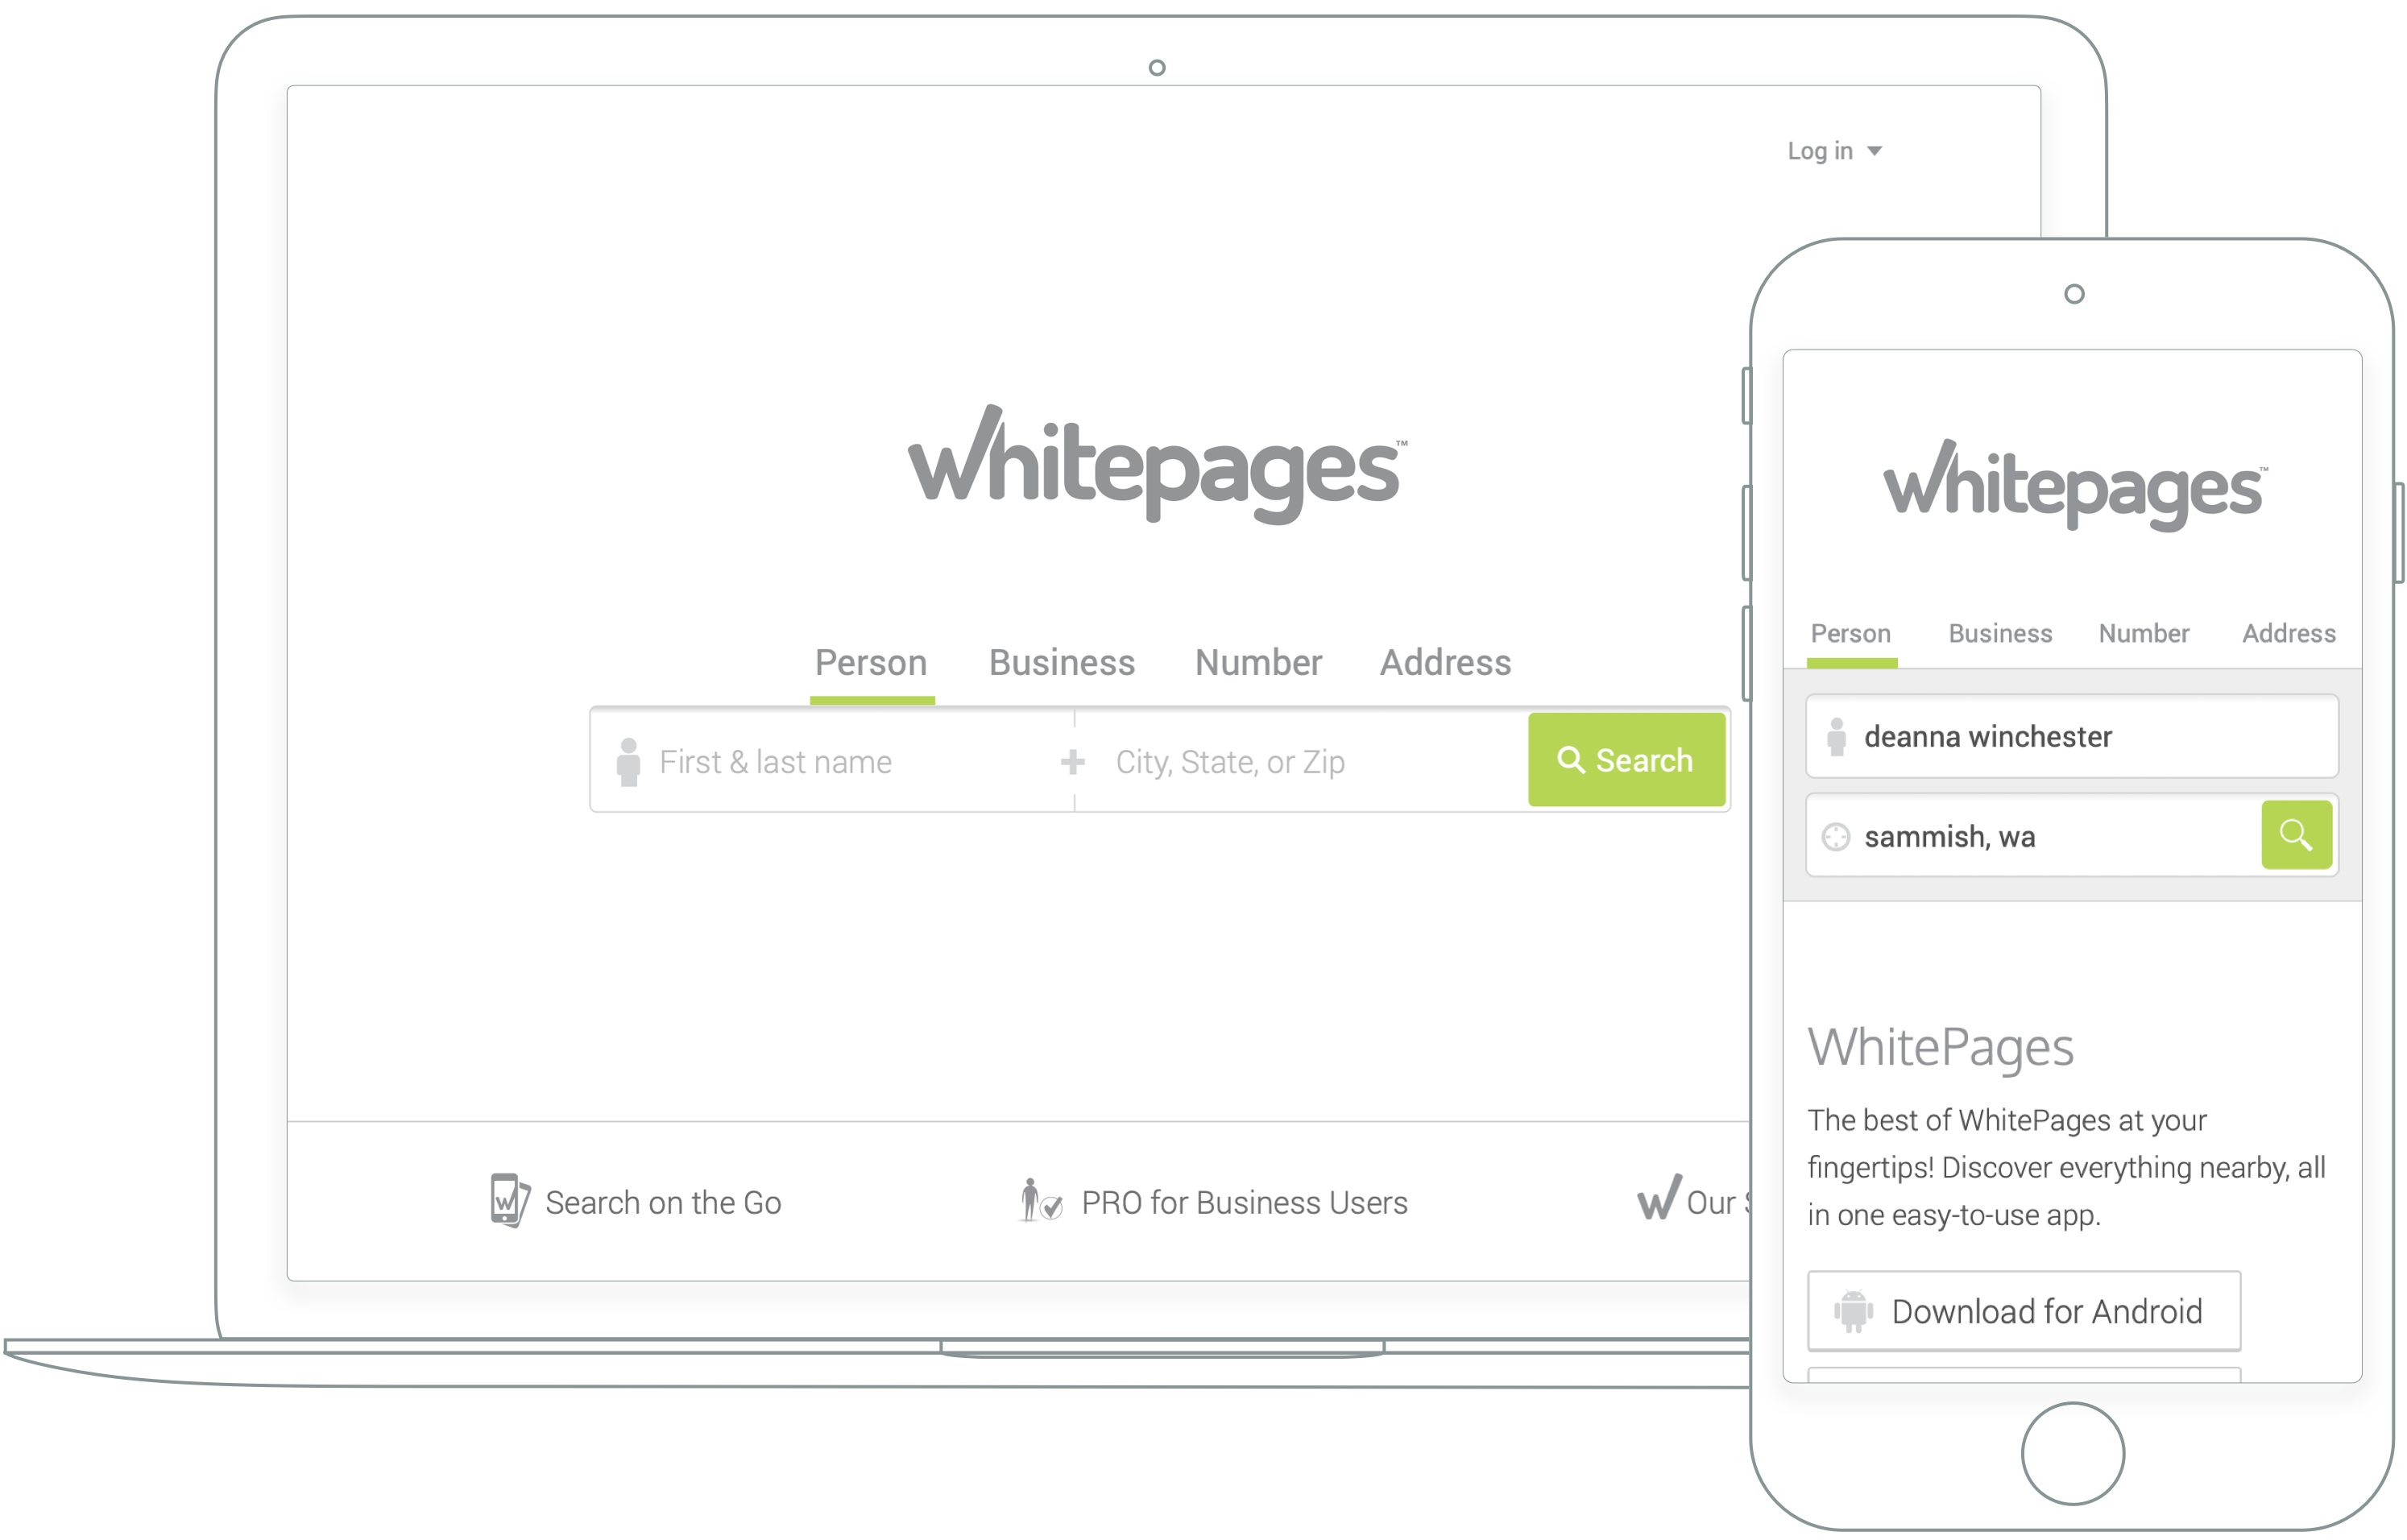 Log in
whitepages™
Person Business Number Address
First & last name + City, State, or Zip Search
Search on the Go PRO for Business Users Our
whitepages™
Person Business Number Address
deanna winchester
sammish, wa
WhitePages
The best of WhitePages at your
fingertips! Discover everything nearby, all
in one easy-to-use app.
Download for Android